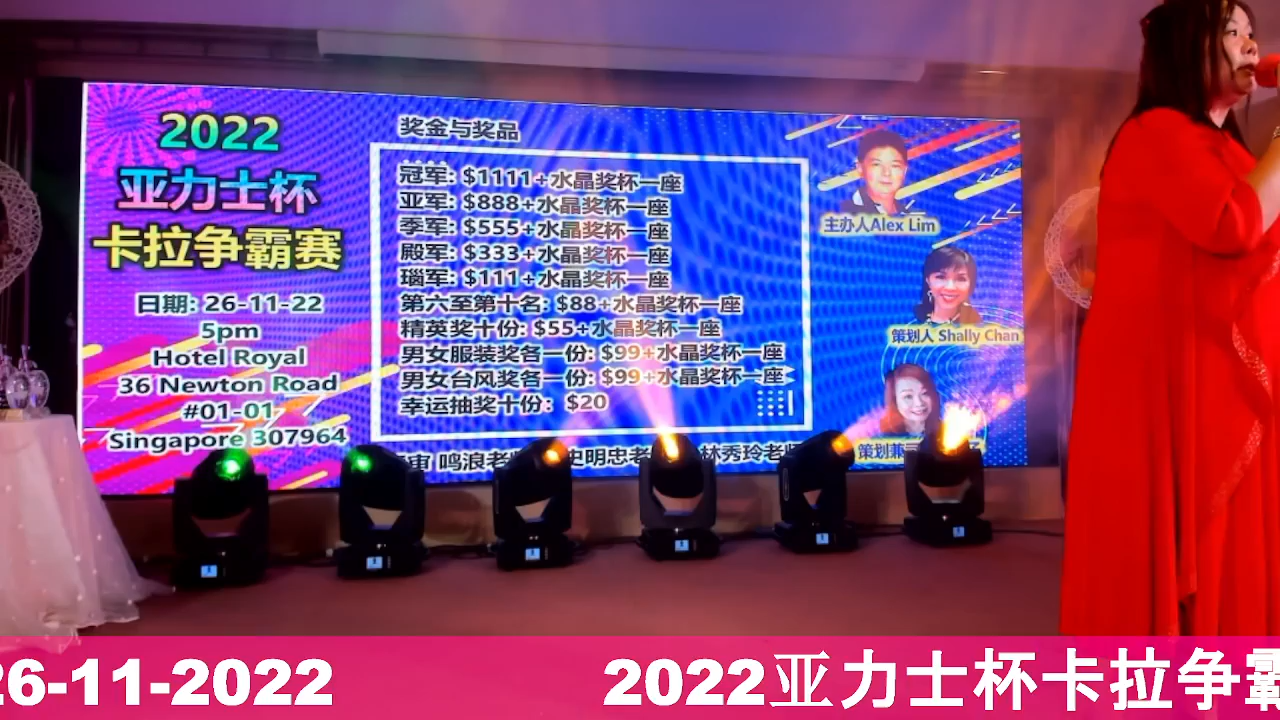 2022
亚力士杯
卡拉争霸赛
日期: 26-11-22
5pm
Hotel Royal
36 Newton Road
#01-01
Singapore 307964
奖金与奖品
冠军: $1111+水晶奖杯一座
亚军: $888+水晶奖杯一座
季军: $555+水晶奖杯一座
殿军: $333+水晶奖杯一座
瑙军: $111+水晶奖杯一座
第六至第十名: $88+水晶奖杯一座
精英奖十份: $55+水晶奖杯一座
男女服装奖各一份: $99+水晶奖杯一座
男女台风奖各一份: $99+水晶奖杯一座
幸运抽奖十份: $20
鸣浪老 史明忠老 林秀玲老
主办人Alex Lim
策划人 Shally Chan
策划兼
26-11-2022 2022亚力士杯卡拉争霸